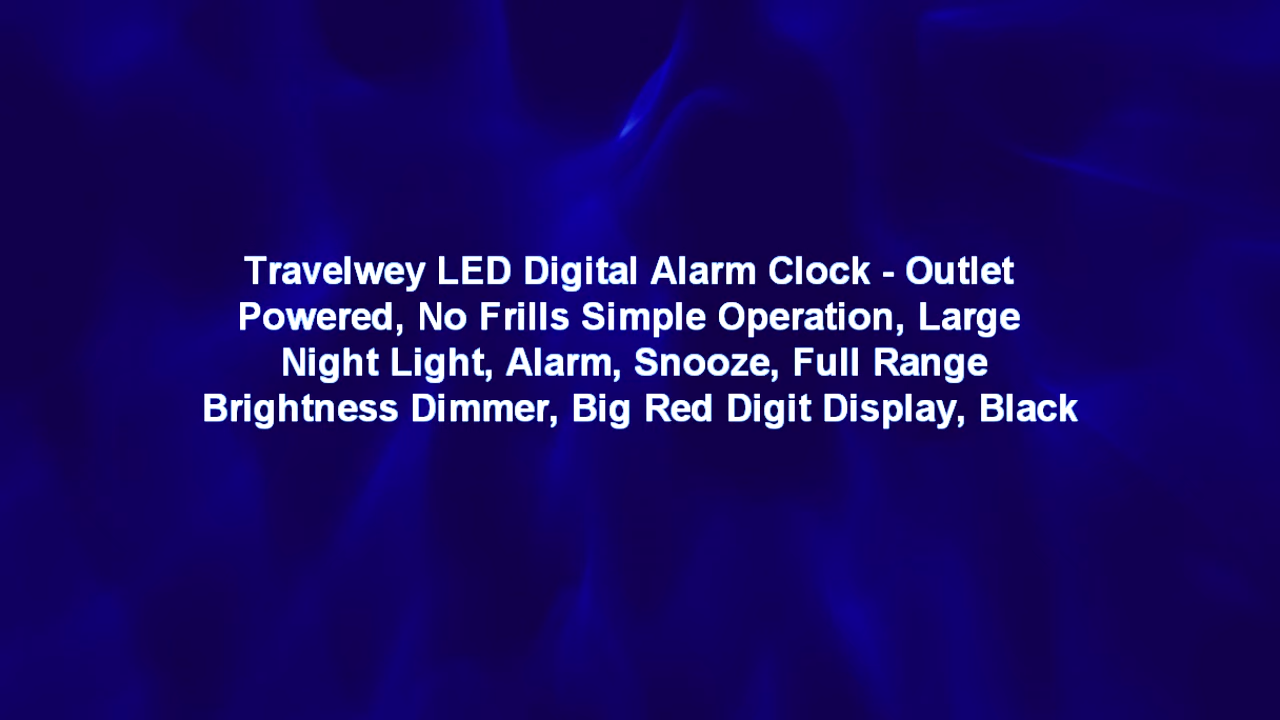 Travelwey LED Digital Alarm Clock - Outlet
Powered, No Frills Simple Operation, Large
Night Light, Alarm, Snooze, Full Range
Brightness Dimmer, Big Red Digit Display, Black